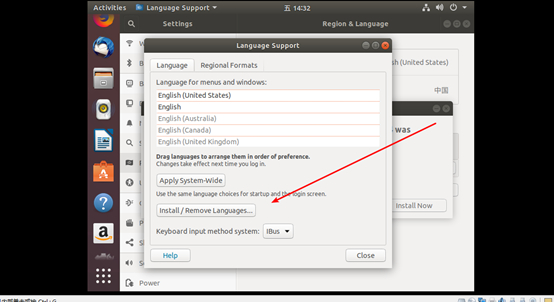 Activities
Language Support
五 14:32
Settings
Region & Language
Language Support
Language
Regional Formats
Language for menus and windows:
English (United States)
English
English (Australia)
English (Canada)
English (United Kingdom)
Drag languages to arrange them in order of preference.
Changes take effect next time you log in.
Apply System-Wide
Use the same language choices for startup and the login screen.
Install / Remove Languages...
Keyboard input method system:
IBus
Help
Close
sh (United States)
中国
was
Install Now
Power
Ctrl+G